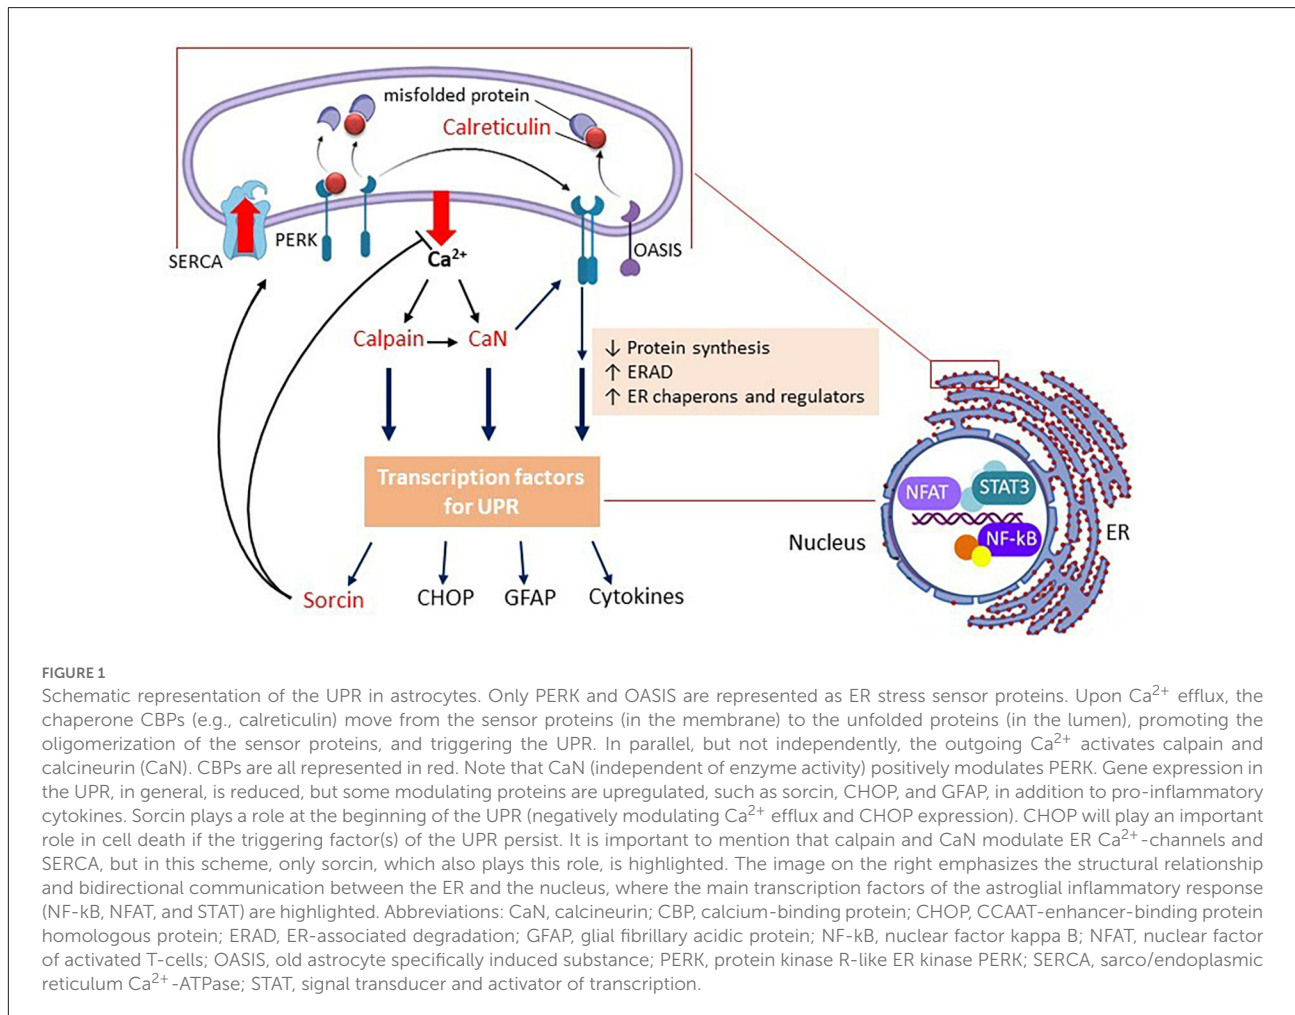 misfolded protein
Calreticulin
SERCA
PERK
Ca²⁺
OASIS
Calpain
CaN
↓ Protein synthesis
↑ ERAD
↑ ER chaperons and regulators
Transcription factors
for UPR
Sorcin
CHOP
GFAP
Cytokines
NFAT
STAT3
NF-kB
Nucleus
ER
FIGURE 1
Schematic representation of the UPR in astrocytes. Only PERK and OASIS are represented as ER stress sensor proteins. Upon Ca²⁺ efflux, the
chaperone CBPs (e.g., calreticulin) move from the sensor proteins (in the membrane) to the unfolded proteins (in the lumen), promoting the
oligomerization of the sensor proteins, and triggering the UPR. In parallel, but not independently, the outgoing Ca²⁺ activates calpain and
calcineurin (CaN). CBPs are all represented in red. Note that CaN (independent of enzyme activity) positively modulates PERK. Gene expression in
the UPR, in general, is reduced, but some modulating proteins are upregulated, such as sorcin, CHOP, and GFAP, in addition to pro-inflammatory
cytokines. Sorcin plays a role at the beginning of the UPR (negatively modulating Ca²⁺ efflux and CHOP expression). CHOP will play an important
role in cell death if the triggering factor(s) of the UPR persist. It is important to mention that calpain and CaN modulate ER Ca²⁺-channels and
SERCA, but in this scheme, only sorcin, which also plays this role, is highlighted. The image on the right emphasizes the structural relationship
and bidirectional communication between the ER and the nucleus, where the main transcription factors of the astroglial inflammatory response
(NF-kB, NFAT, and STAT) are highlighted. Abbreviations: CaN, calcineurin; CBP, calcium-binding protein; CHOP, CCAAT-enhancer-binding protein
homologous protein; ERAD, ER-associated degradation; GFAP, glial fibrillary acidic protein; NF-kB, nuclear factor kappa B; NFAT, nuclear factor
of activated T-cells; OASIS, old astrocyte specifically induced substance; PERK, protein kinase R-like ER kinase PERK; SERCA, sarco/endoplasmic
reticulum Ca²⁺-ATPase; STAT, signal transducer and activator of transcription.